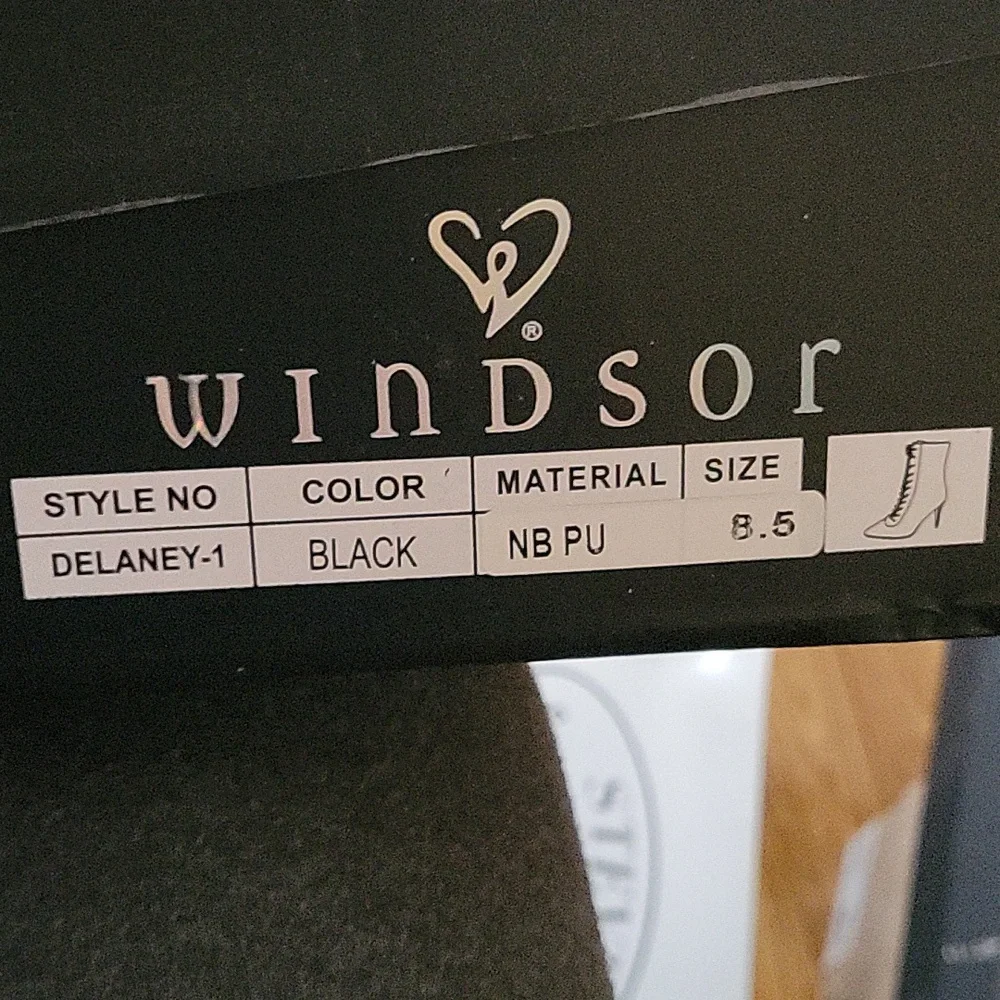 ®
WINDSOR
STYLE NO COLOR MATERIAL SIZE
DELANEY-1 BLACK NB PU 8.5